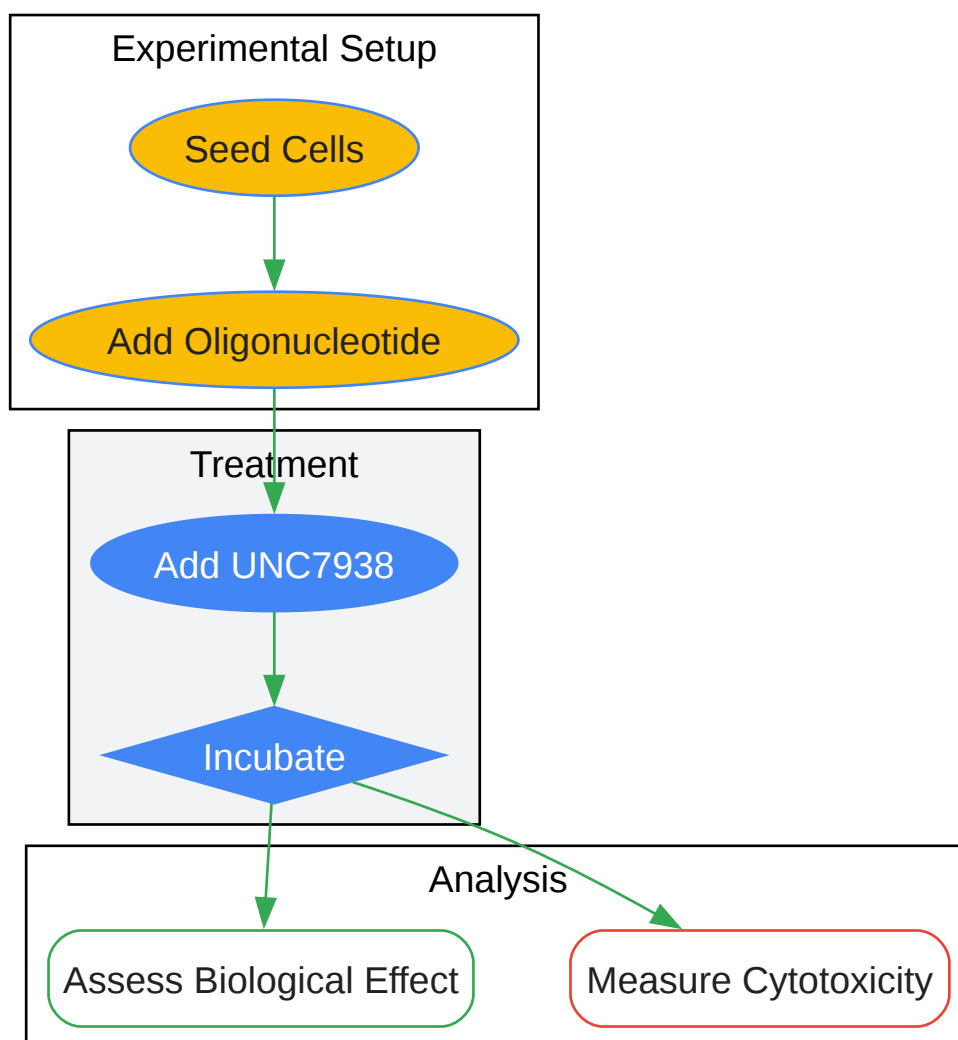 Experimental Setup
Seed Cells
Add Oligonucleotide
Treatment
Add UNC7938
Incubate
Analysis
Assess Biological Effect
Measure Cytotoxicity